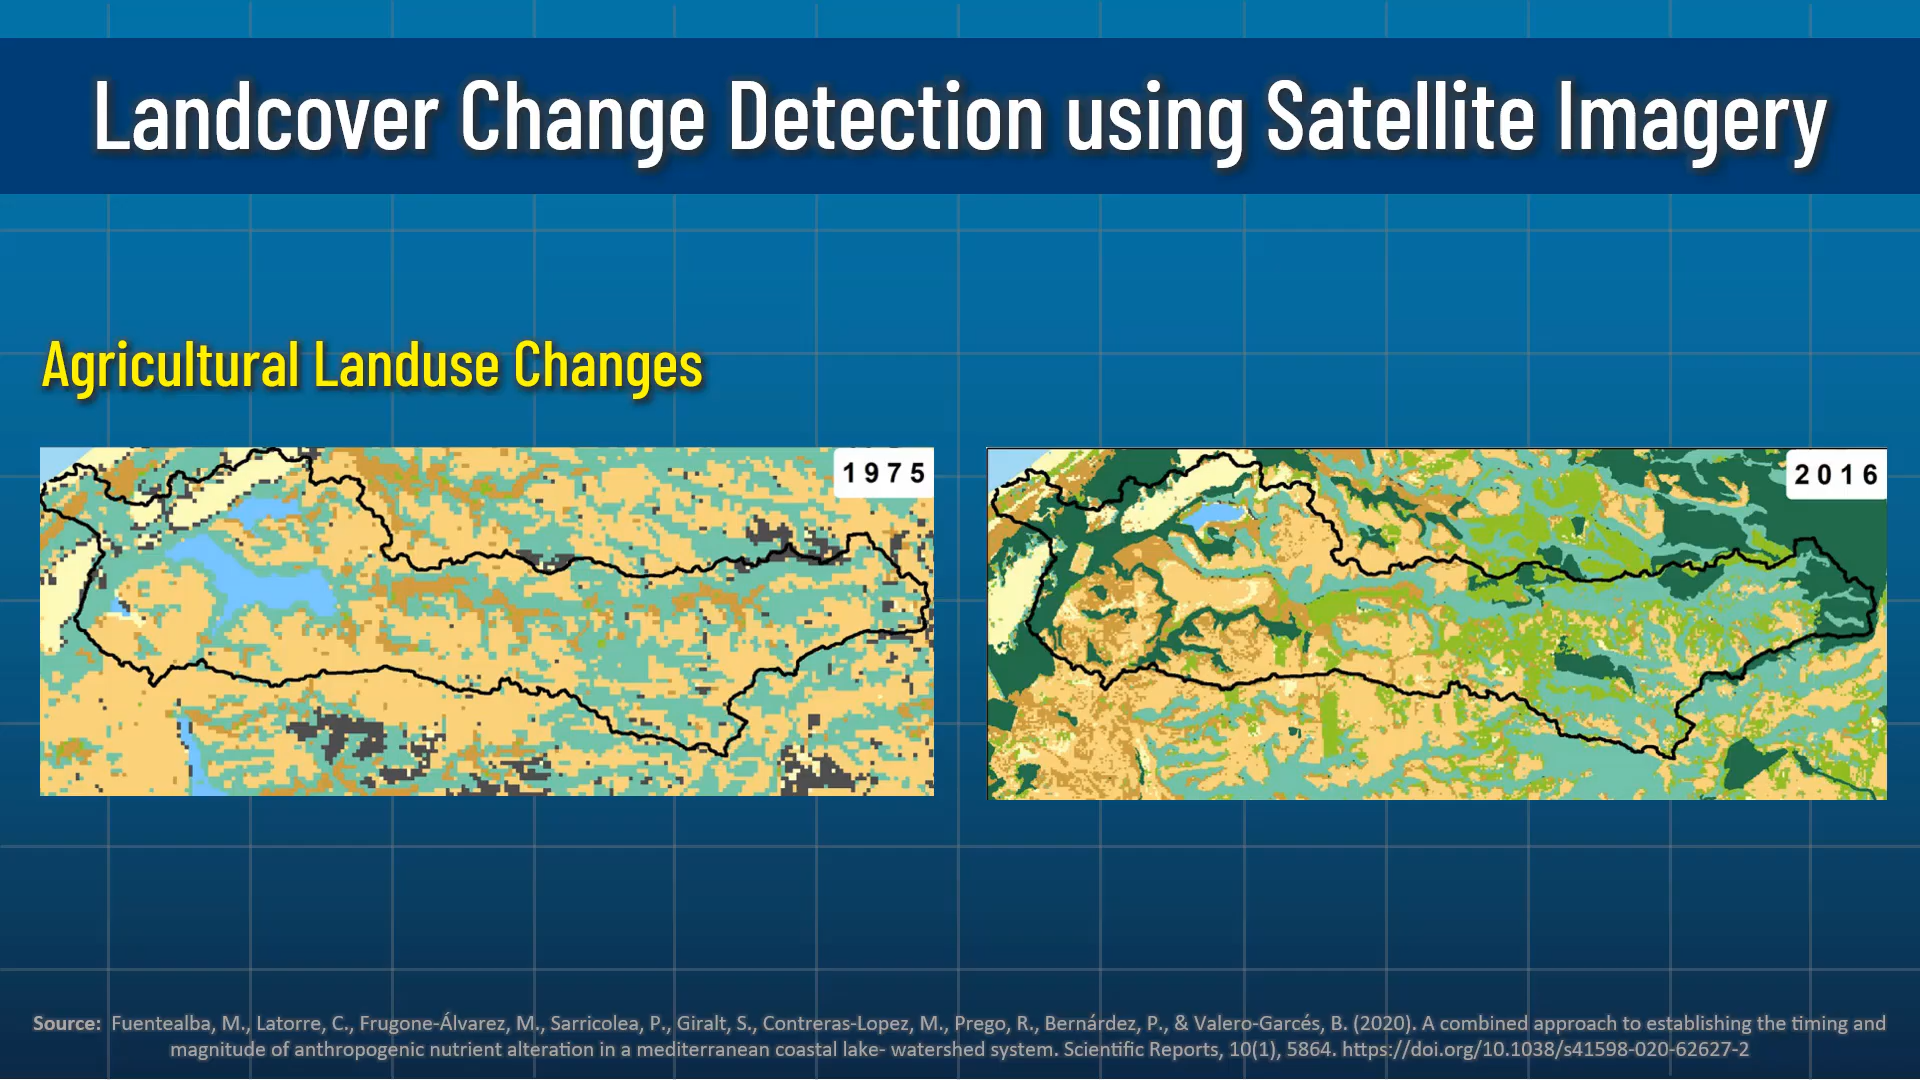 Landcover Change Detection using Satellite Imagery
Agricultural Landuse Changes
1975
2016
Source: Fuentealba, M., Latorre, C., Frugone-Álvarez, M., Sarricolea, P., Giralt, S., Contreras-Lopez, M., Prego, R., Bernárdez, P., & Valero-Garcés, B. (2020). A combined approach to establishing the timing and
magnitude of anthropogenic nutrient alteration in a mediterranean coastal lake- watershed system. Scientific Reports, 10(1), 5864. https://doi.org/10.1038/s41598-020-62627-2